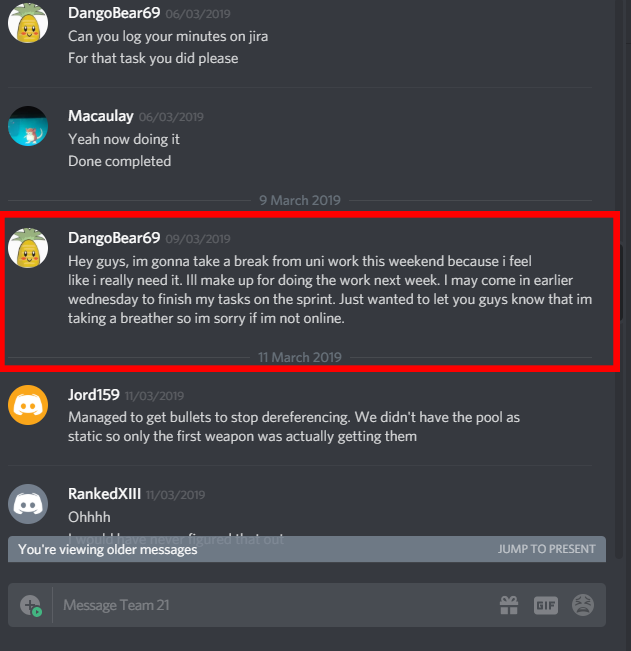 DangoBear69 06/03/2019
Can you log your minutes on jira
For that task you did please
Macaulay 06/03/2019
Yeah now doing it
Done completed
9 March 2019
DangoBear69 09/03/2019
Hey guys, im gonna take a break from uni work this weekend because i feel
like i really need it. Ill make up for doing the work next week. I may come in earlier
wednesday to finish my tasks on the sprint. Just wanted to let you guys know that im
taking a breather so im sorry if im not online.
11 March 2019
Jord159 11/03/2019
Managed to get bullets to stop dereferencing. We didn't have the pool as
static so only the first weapon was actually getting them
RankedXIII 11/03/2019
Ohhhh
I would have never figured that out
You're viewing older messages JUMP TO PRESENT
Message Team 21 GIF